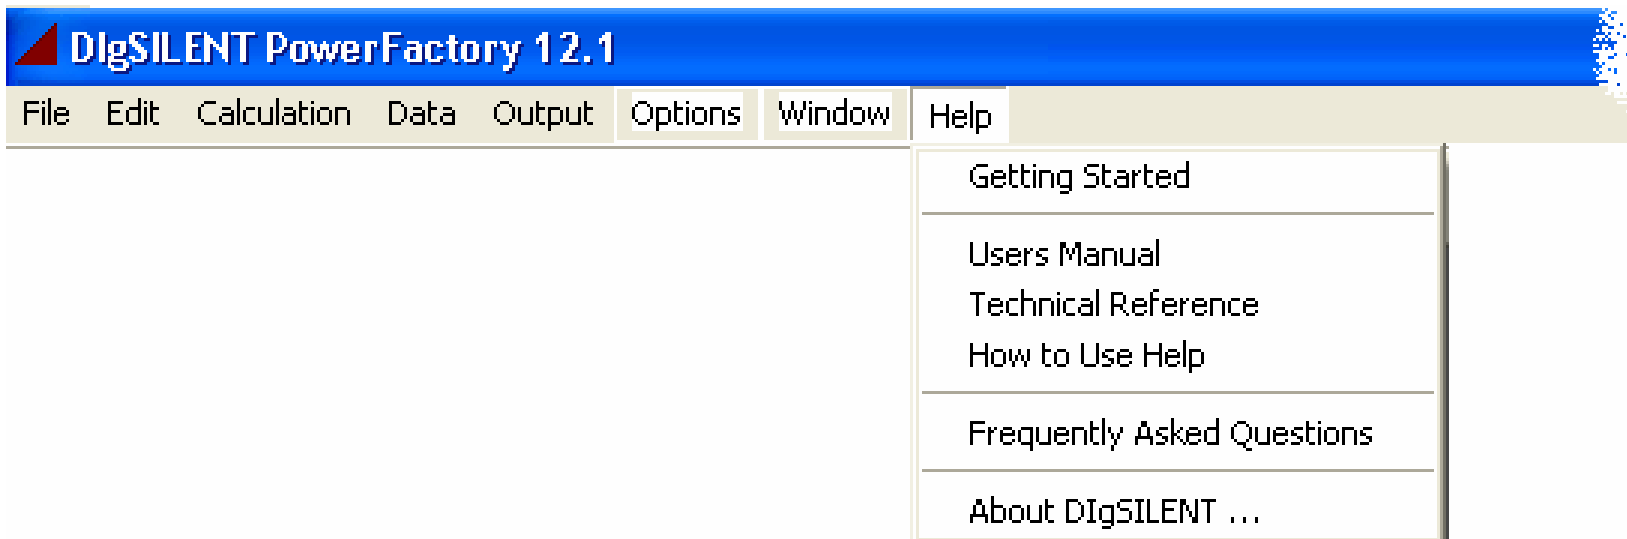 DIgSILENT PowerFactory 12.1
File Edit Calculation Data Output Options Window Help
Getting Started
Users Manual
Technical Reference
How to Use Help
Frequently Asked Questions
About DIgSILENT ...